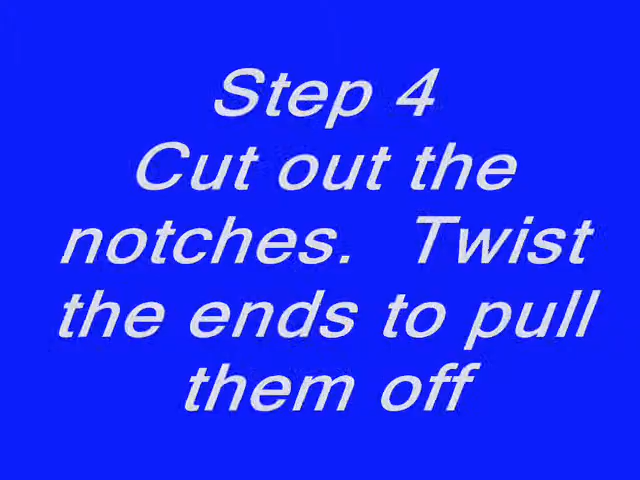 Step 4
Cut out the
notches.  Twist
the ends to pull
them off